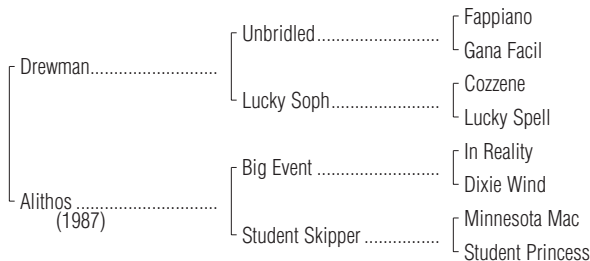 Fappiano
Unbridled
Gana Facil
Drewman
Cozzene
Lucky Soph
Lucky Spell
In Reality
Big Event
Dixie Wind
Alithos
(1987)
Minnesota Mac
Student Skipper
Student Princess